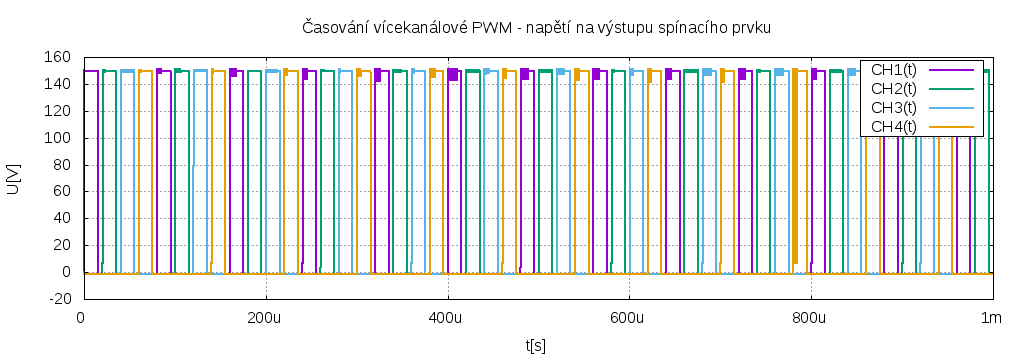 Časování vícekanálové PWM - napětí na výstupu spínacího prvku
160
140
120
100
80
60
40
20
0
-20
U[V]
CH1(t)
CH2(t)
CH3(t)
CH4(t)
0 200u 400u 600u 800u 1m
t[s]